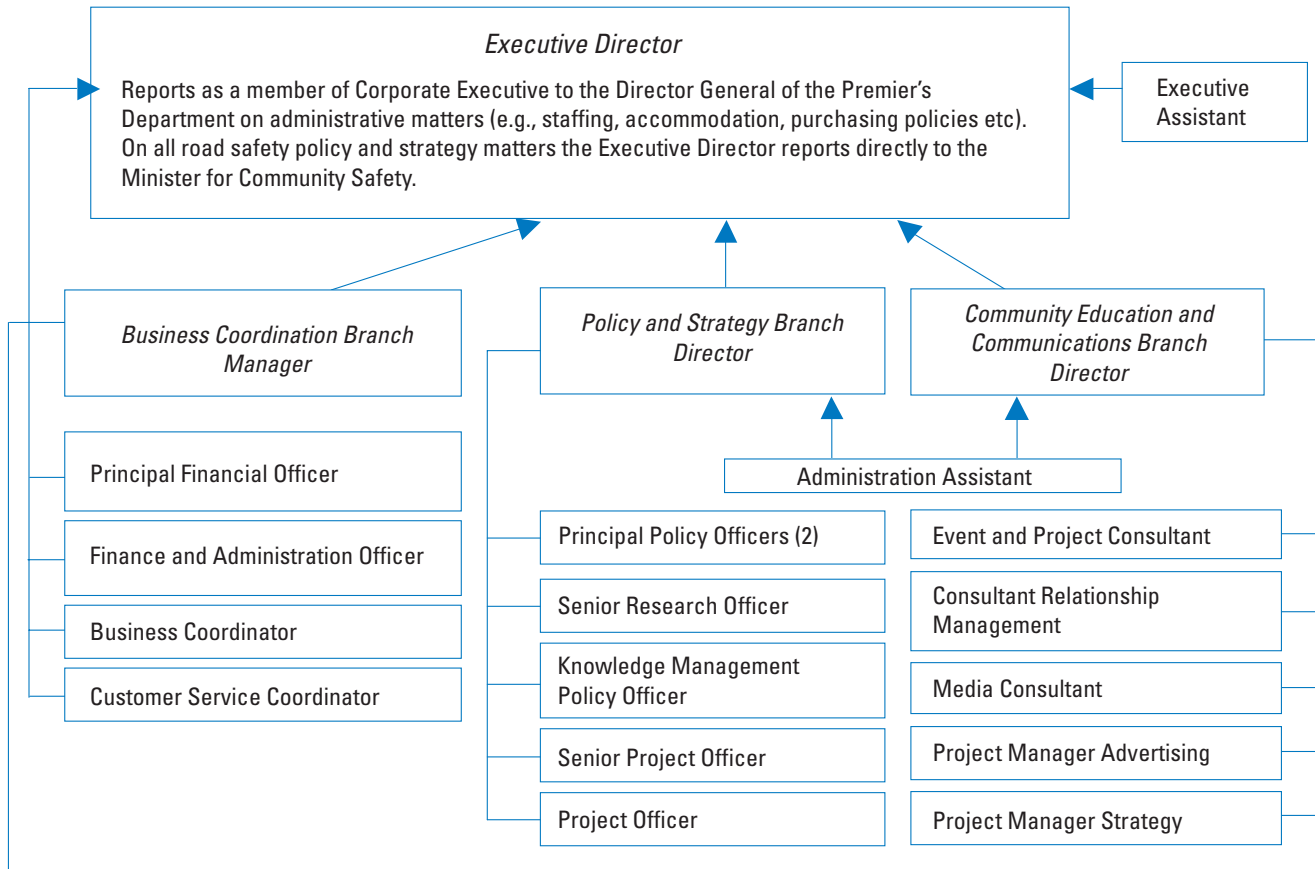 Executive Director
Reports as a member of Corporate Executive to the Director General of the Premier's
Department on administrative matters (e.g., staffing, accommodation, purchasing policies etc).
On all road safety policy and strategy matters the Executive Director reports directly to the
Minister for Community Safety.
Executive
Assistant
Business Coordination Branch
Manager
Policy and Strategy Branch
Director
Community Education and
Communications Branch
Director
Administration Assistant
Principal Financial Officer
Finance and Administration Officer
Business Coordinator
Customer Service Coordinator
Principal Policy Officers (2)
Senior Research Officer
Knowledge Management
Policy Officer
Senior Project Officer
Project Officer
Event and Project Consultant
Consultant Relationship
Management
Media Consultant
Project Manager Advertising
Project Manager Strategy